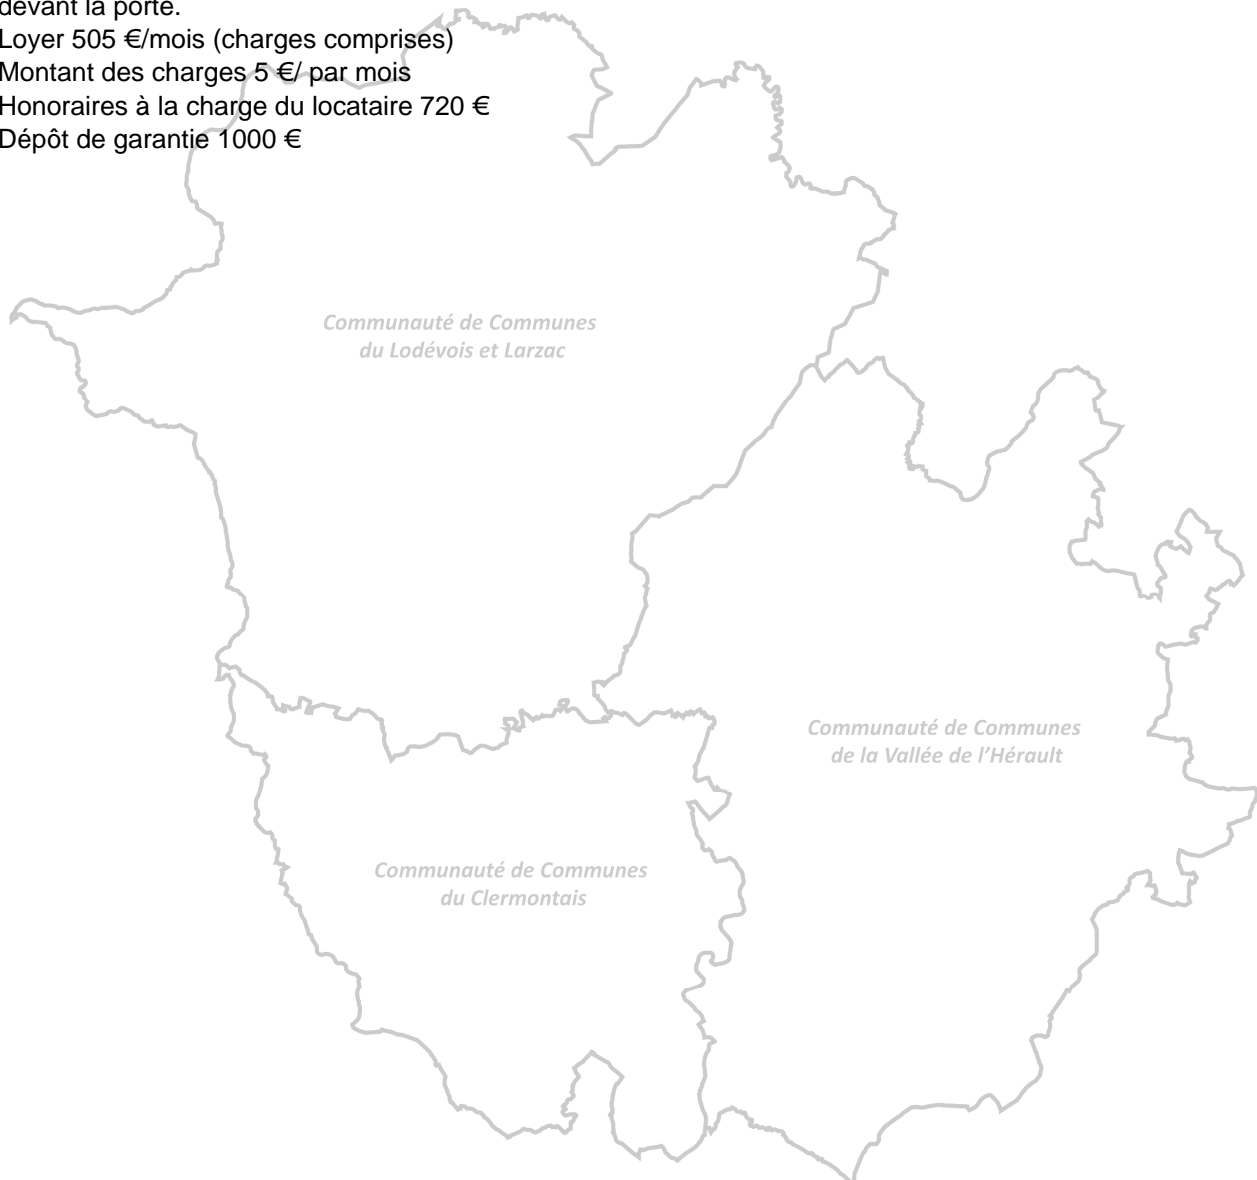 devant la porte.
Loyer 505 €/mois (charges comprises)
Montant des charges 5 €/ par mois
Honoraires à la charge du locataire 720 €
Dépôt de garantie 1000 €
Communauté de Communes
du Lodévois et Larzac
Communauté de Communes
de la Vallée de l'Hérault
Communauté de Communes
du Clermontais